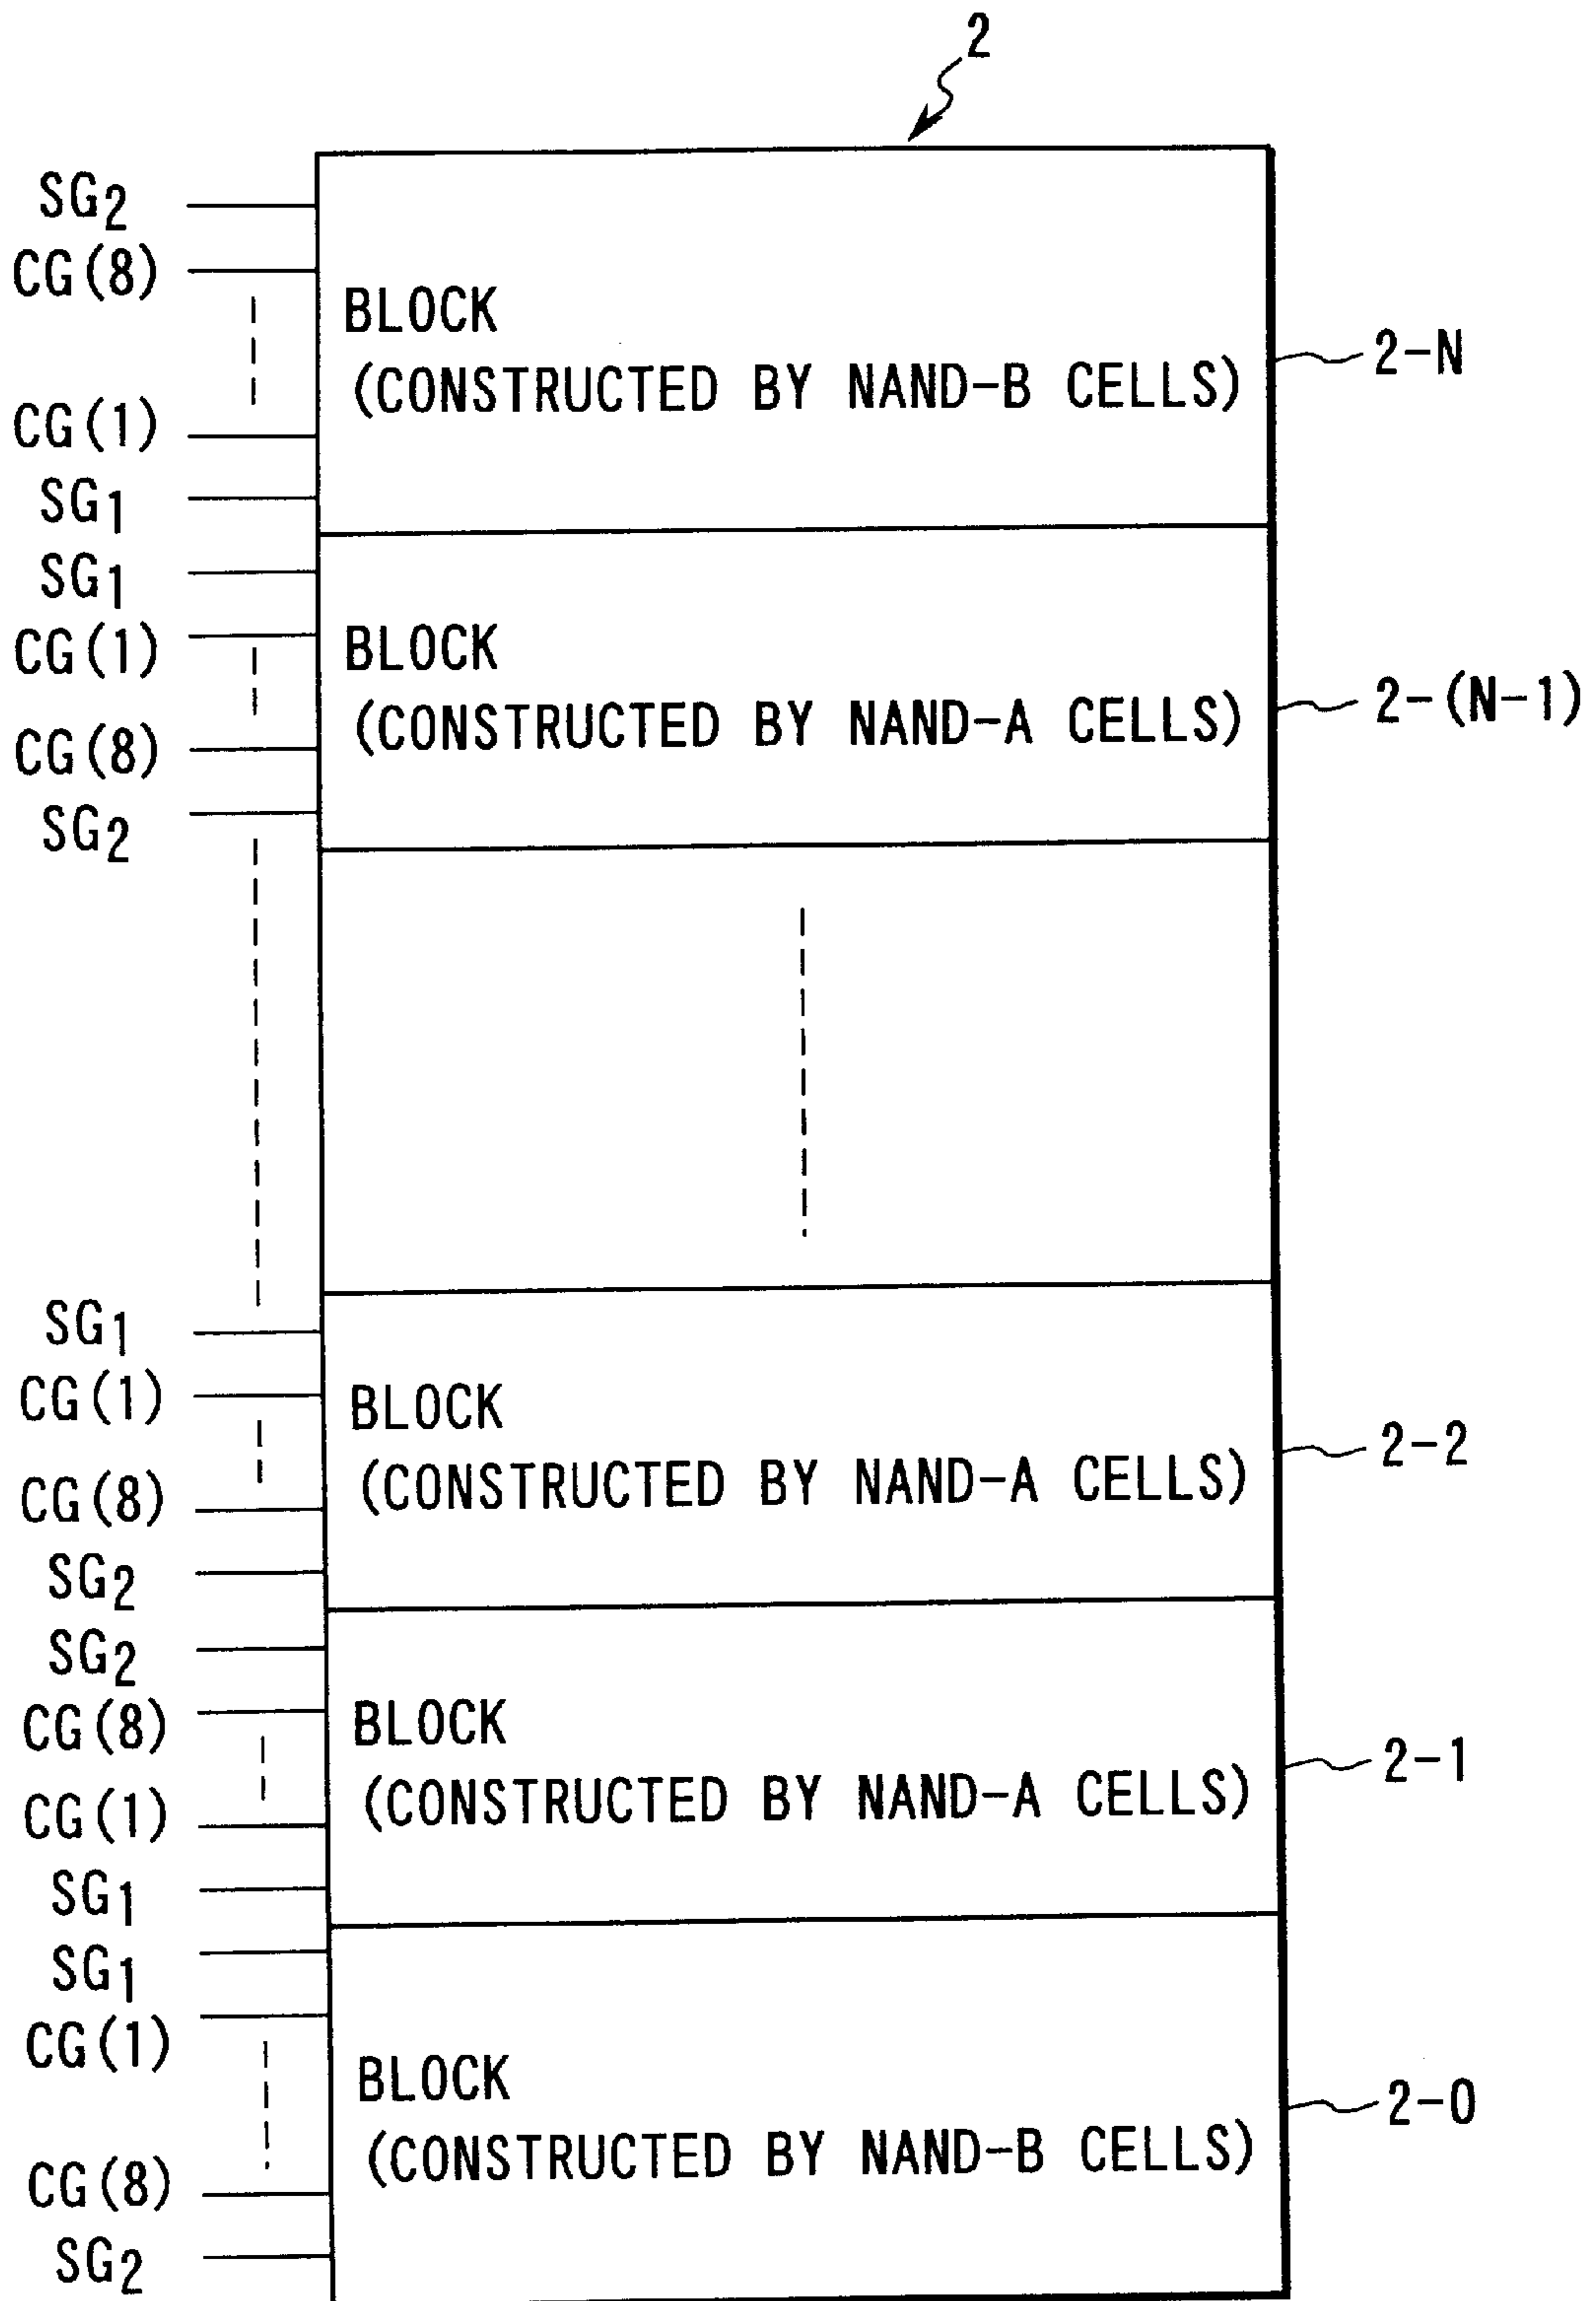 2
SG2
CG(8)
BLOCK
(CONSTRUCTED BY NAND-B CELLS)
2-N
CG(1)
SG1
SG1
CG(1)
BLOCK
(CONSTRUCTED BY NAND-A CELLS)
2-(N-1)
CG(8)
SG2
SG1
CG(1)
BLOCK
(CONSTRUCTED BY NAND-A CELLS)
2-2
CG(8)
SG2
SG2
CG(8)
BLOCK
(CONSTRUCTED BY NAND-A CELLS)
2-1
CG(1)
SG1
SG1
CG(1)
BLOCK
(CONSTRUCTED BY NAND-B CELLS)
2-0
CG(8)
SG2